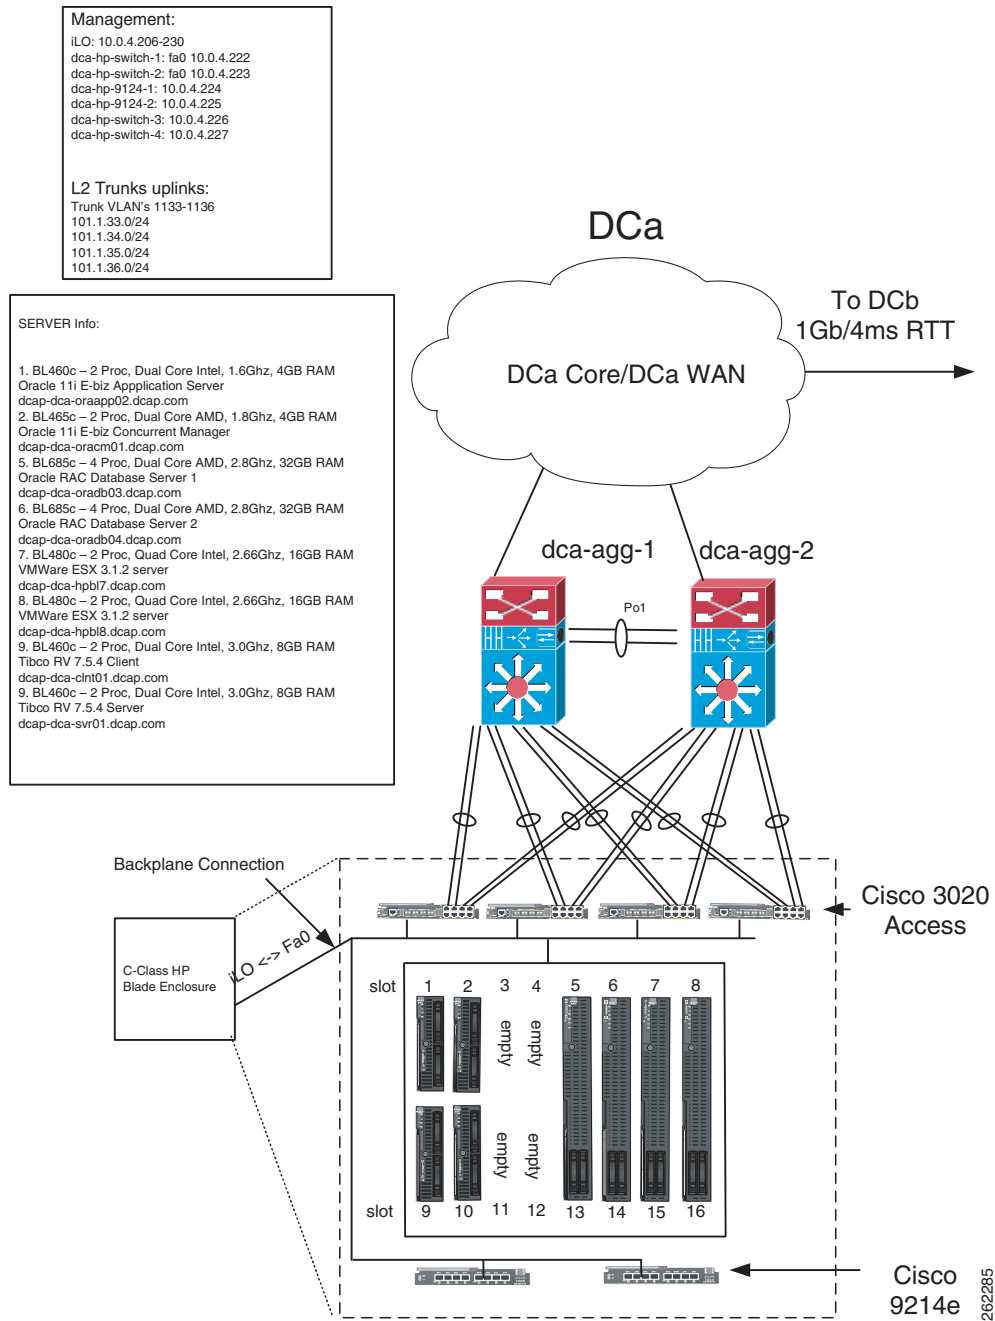 Management:
iLO: 10.0.4.206-230
dca-hp-switch-1: fa0 10.0.4.222
dca-hp-switch-2: fa0 10.0.4.223
dca-hp-9124-1: 10.0.4.224
dca-hp-9124-2: 10.0.4.225
dca-hp-switch-3: 10.0.4.226
dca-hp-switch-4: 10.0.4.227
L2 Trunks uplinks:
Trunk VLAN's 1133-1136
101.1.33.0/24
101.1.34.0/24
101.1.35.0/24
101.1.36.0/24
SERVER Info:
1. BL460c – 2 Proc, Dual Core Intel, 1.6Ghz, 4GB RAM
Oracle 11i E-biz Appplication Server
dcap-dca-oraapp02.dcap.com
2. BL465c – 2 Proc, Dual Core AMD, 1.8Ghz, 4GB RAM
Oracle 11i E-biz Concurrent Manager
dcap-dca-oracm01.dcap.com
5. BL685c – 4 Proc, Dual Core AMD, 2.8Ghz, 32GB RAM
Oracle RAC Database Server 1
dcap-dca-oradb03.dcap.com
6. BL685c – 4 Proc, Dual Core AMD, 2.8Ghz, 32GB RAM
Oracle RAC Database Server 2
dcap-dca-oradb04.dcap.com
7. BL480c – 2 Proc, Quad Core Intel, 2.66Ghz, 16GB RAM
VMWare ESX 3.1.2 server
dcap-dca-hpbl7.dcap.com
8. BL480c – 2 Proc, Quad Core Intel, 2.66Ghz, 16GB RAM
VMWare ESX 3.1.2 server
dcap-dca-hpbl8.dcap.com
9. BL460c – 2 Proc, Dual Core Intel, 3.0Ghz, 8GB RAM
Tibco RV 7.5.4 Client
dcap-dca-clnt01.dcap.com
9. BL460c – 2 Proc, Dual Core Intel, 3.0Ghz, 8GB RAM
Tibco RV 7.5.4 Server
dcap-dca-svr01.dcap.com
DCa
DCa Core/DCa WAN
To DCb
1Gb/4ms RTT
dca-agg-1
dca-agg-2
Po1
Backplane Connection
Cisco 3020
Access
C-Class HP
Blade Enclosure
iLO <-> Fa0
slot 1 2 3 4 5 6 7 8
empty
empty
empty
empty
slot 9 10 11 12 13 14 15 16
Cisco
9214e
262285